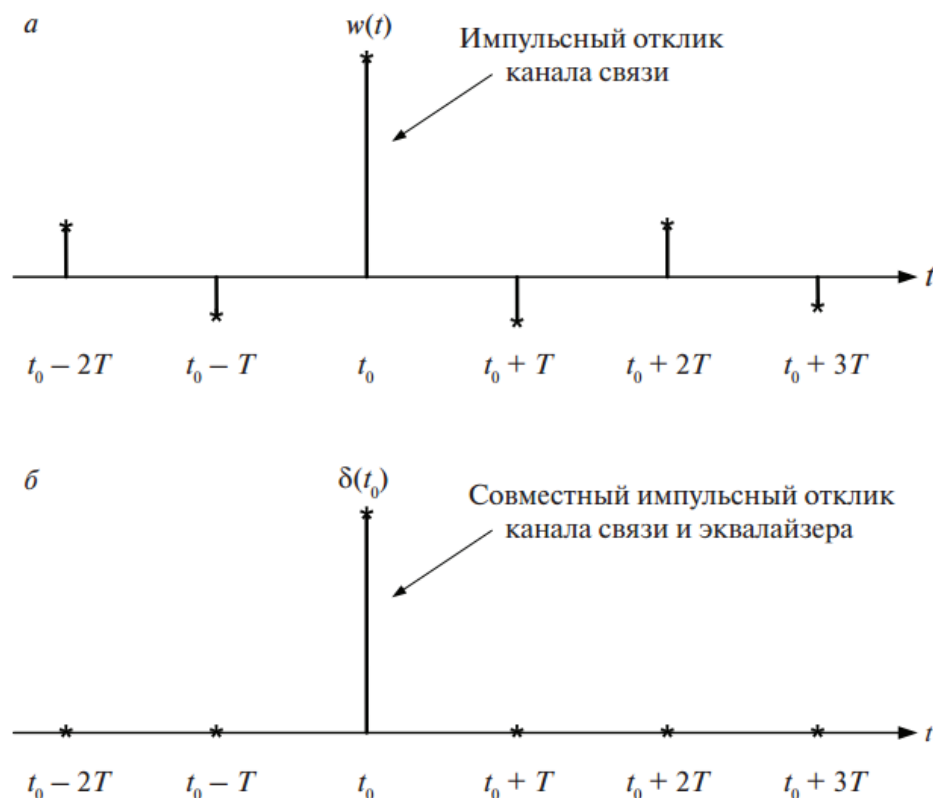 а
w(t)
Импульсный отклик
канала связи
t
t₀ – 2T t₀ – T t₀ t₀ + T t₀ + 2T t₀ + 3T
б
δ(t₀)
Совместный импульсный отклик
канала связи и эквалайзера
t
t₀ – 2T t₀ – T t₀ t₀ + T t₀ + 2T t₀ + 3T